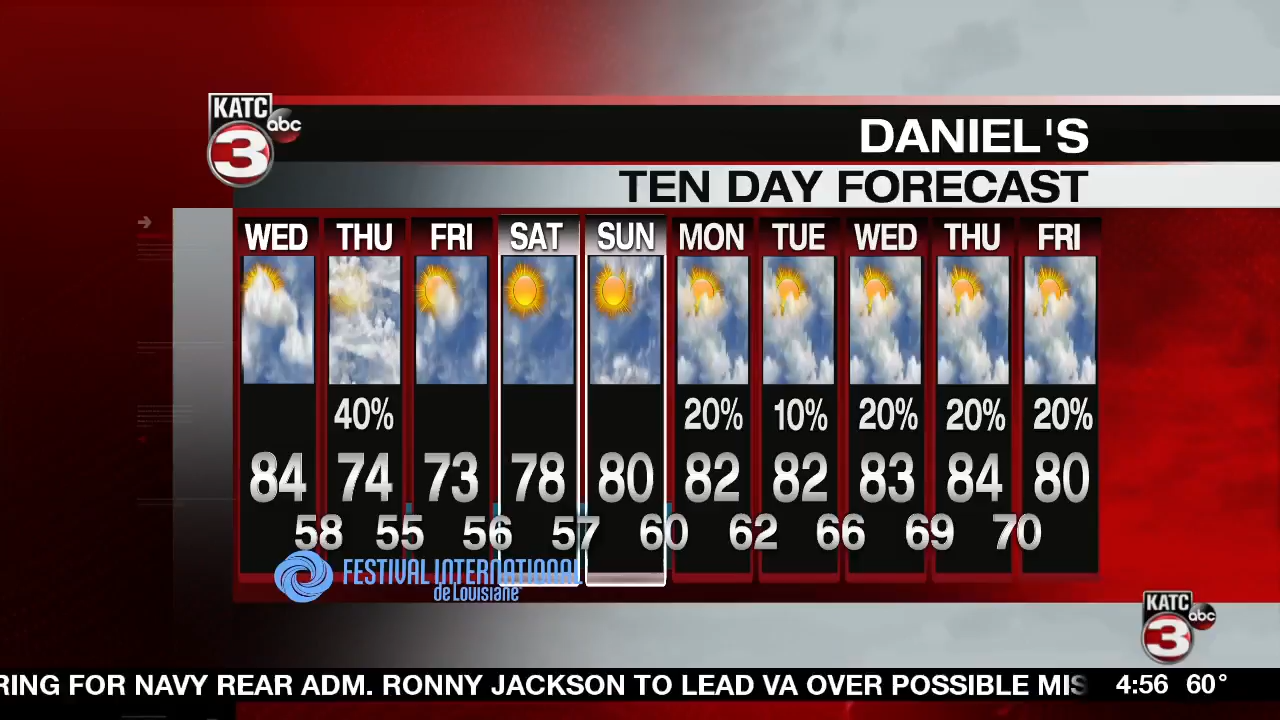 KATC
abc
3
DANIEL'S
TEN DAY FORECAST
WED THU FRI SAT SUN MON TUE WED THU FRI
40% 20% 10% 20% 20% 20%
84 74 73 78 80 82 82 83 84 80
58 55 56 57 60 62 66 69 70
FESTIVAL INTERNATIONAL
de Louisiane
KATC
abc
3
RING FOR NAVY REAR ADM. RONNY JACKSON TO LEAD VA OVER POSSIBLE MIS 4:56 60°